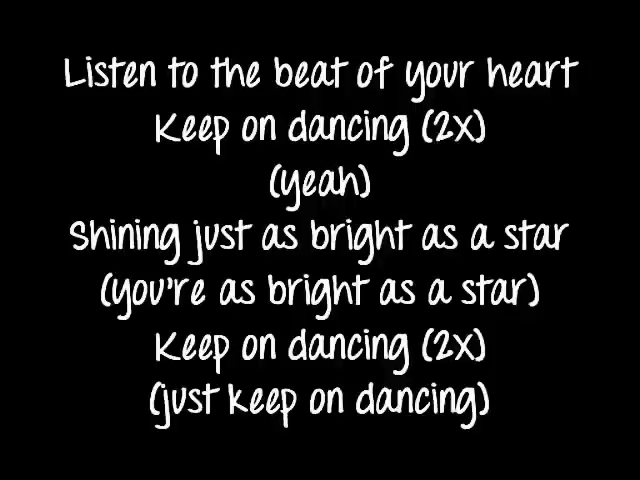 Listen to the beat of your heart
Keep on dancing (2x)
(yeah)
Shining just as bright as a star
(you're as bright as a star)
Keep on dancing (2x)
(just keep on dancing)